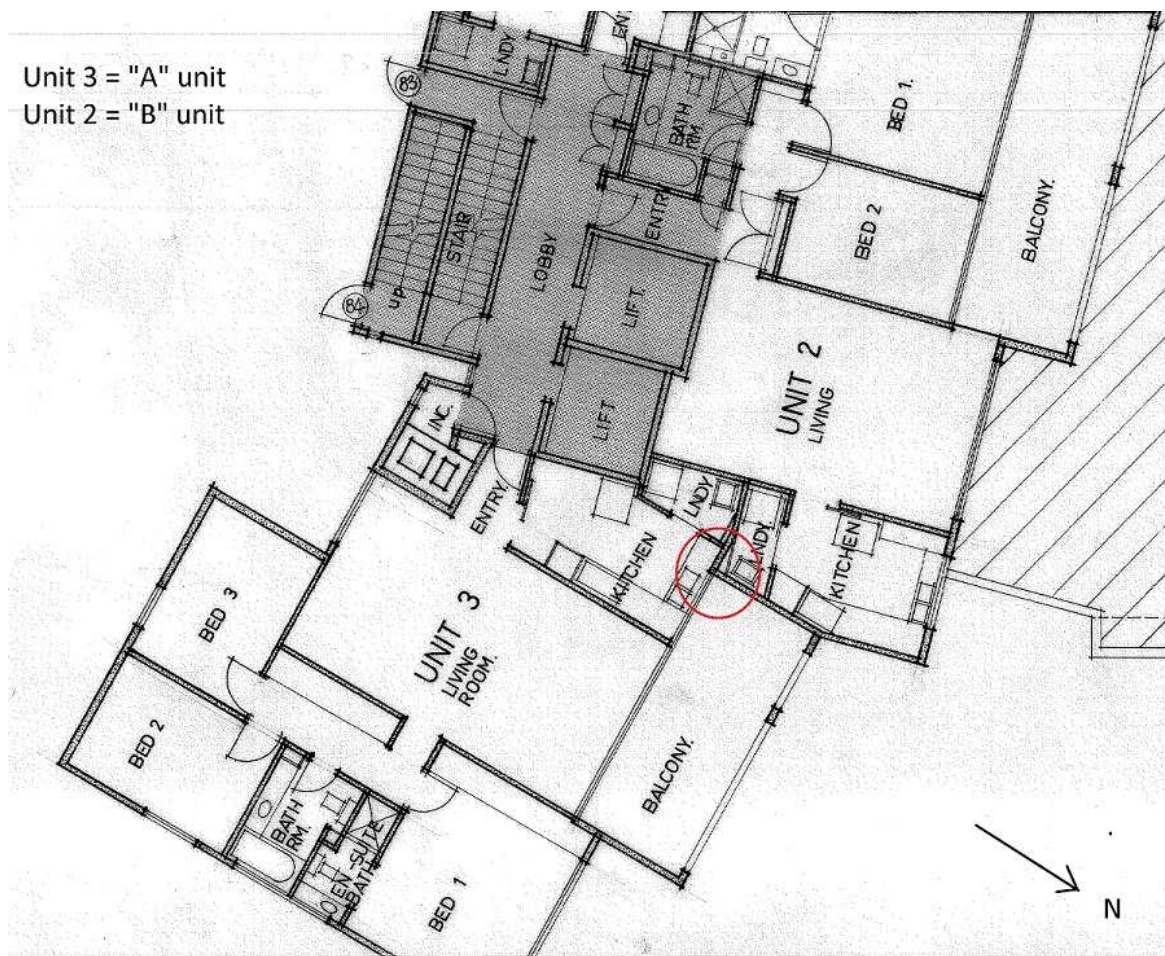 Unit 3 = "A" unit
Unit 2 = "B" unit
LNDY
83
BATH
RM
BED 1.
BED 2
BALCONY.
STAIR
UP
84
LOBBY
ENTRY
LIFT
LIFT
UNIT 2
LIVING
INC.
ENTRY
LNDY
LNDY
KITCHEN
KITCHEN
BED 3
UNIT 3
LIVING
ROOM.
BED 2
BATH
RM.
EN-SUITE
BATH
BED 1
BALCONY.
N